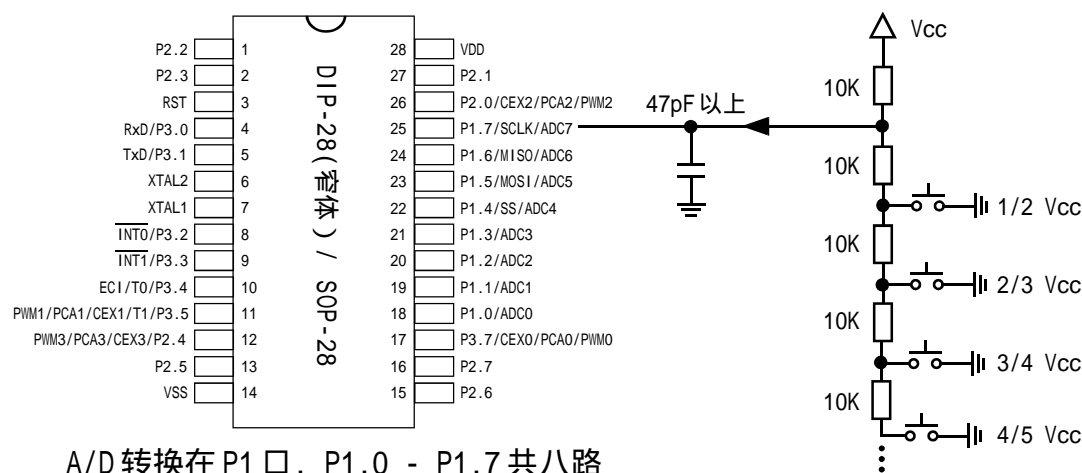 P2.2 1
P2.3 2
RST 3
RxD/P3.0 4
TxD/P3.1 5
XTAL2 6
XTAL1 7
INT0/P3.2 8
INT1/P3.3 9
ECI/T0/P3.4 10
PWM1/PCA1/CEX1/T1/P3.5 11
PWM3/PCA3/CEX3/P2.4 12
P2.5 13
VSS 14
DIP-28(窄体) / SOP-28
28 VDD
27 P2.1
26 P2.0/CEX2/PCA2/PWM2
25 P1.7/SCLK/ADC7
24 P1.6/MISO/ADC6
23 P1.5/MOSI/ADC5
22 P1.4/SS/ADC4
21 P1.3/ADC3
20 P1.2/ADC2
19 P1.1/ADC1
18 P1.0/ADC0
17 P3.7/CEX0/PCA0/PWM0
16 P2.7
15 P2.6
47pF以上
Vcc
10K
10K
1/2 Vcc
10K
2/3 Vcc
10K
3/4 Vcc
10K
4/5 Vcc
A/D转换在P1口, P1.0 - P1.7共八路